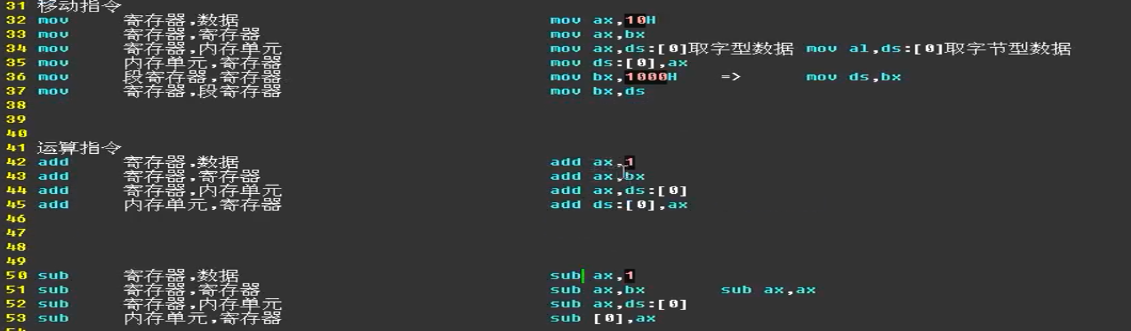 31 移动指令
32 mov 寄存器,数据 mov ax,10H
33 mov 寄存器,寄存器 mov ax,bx
34 mov 寄存器,内存单元 mov ax,ds:[0]取字型数据 mov al,ds:[0]取字节型数据
35 mov 内存单元,寄存器 mov ds:[0],ax
36 mov 段寄存器,寄存器 mov bx,1000H => mov ds,bx
37 mov 寄存器,段寄存器 mov bx,ds
38
39
40
41 运算指令
42 add 寄存器,数据 add ax,1
43 add 寄存器,寄存器 add ax,bx
44 add 寄存器,内存单元 add ax,ds:[0]
45 add 内存单元,寄存器 add ds:[0],ax
46
47
48
49
50 sub 寄存器,数据 sub ax,1
51 sub 寄存器,寄存器 sub ax,bx sub ax,ax
52 sub 寄存器,内存单元 sub ax,ds:[0]
53 sub 内存单元,寄存器 sub [0],ax